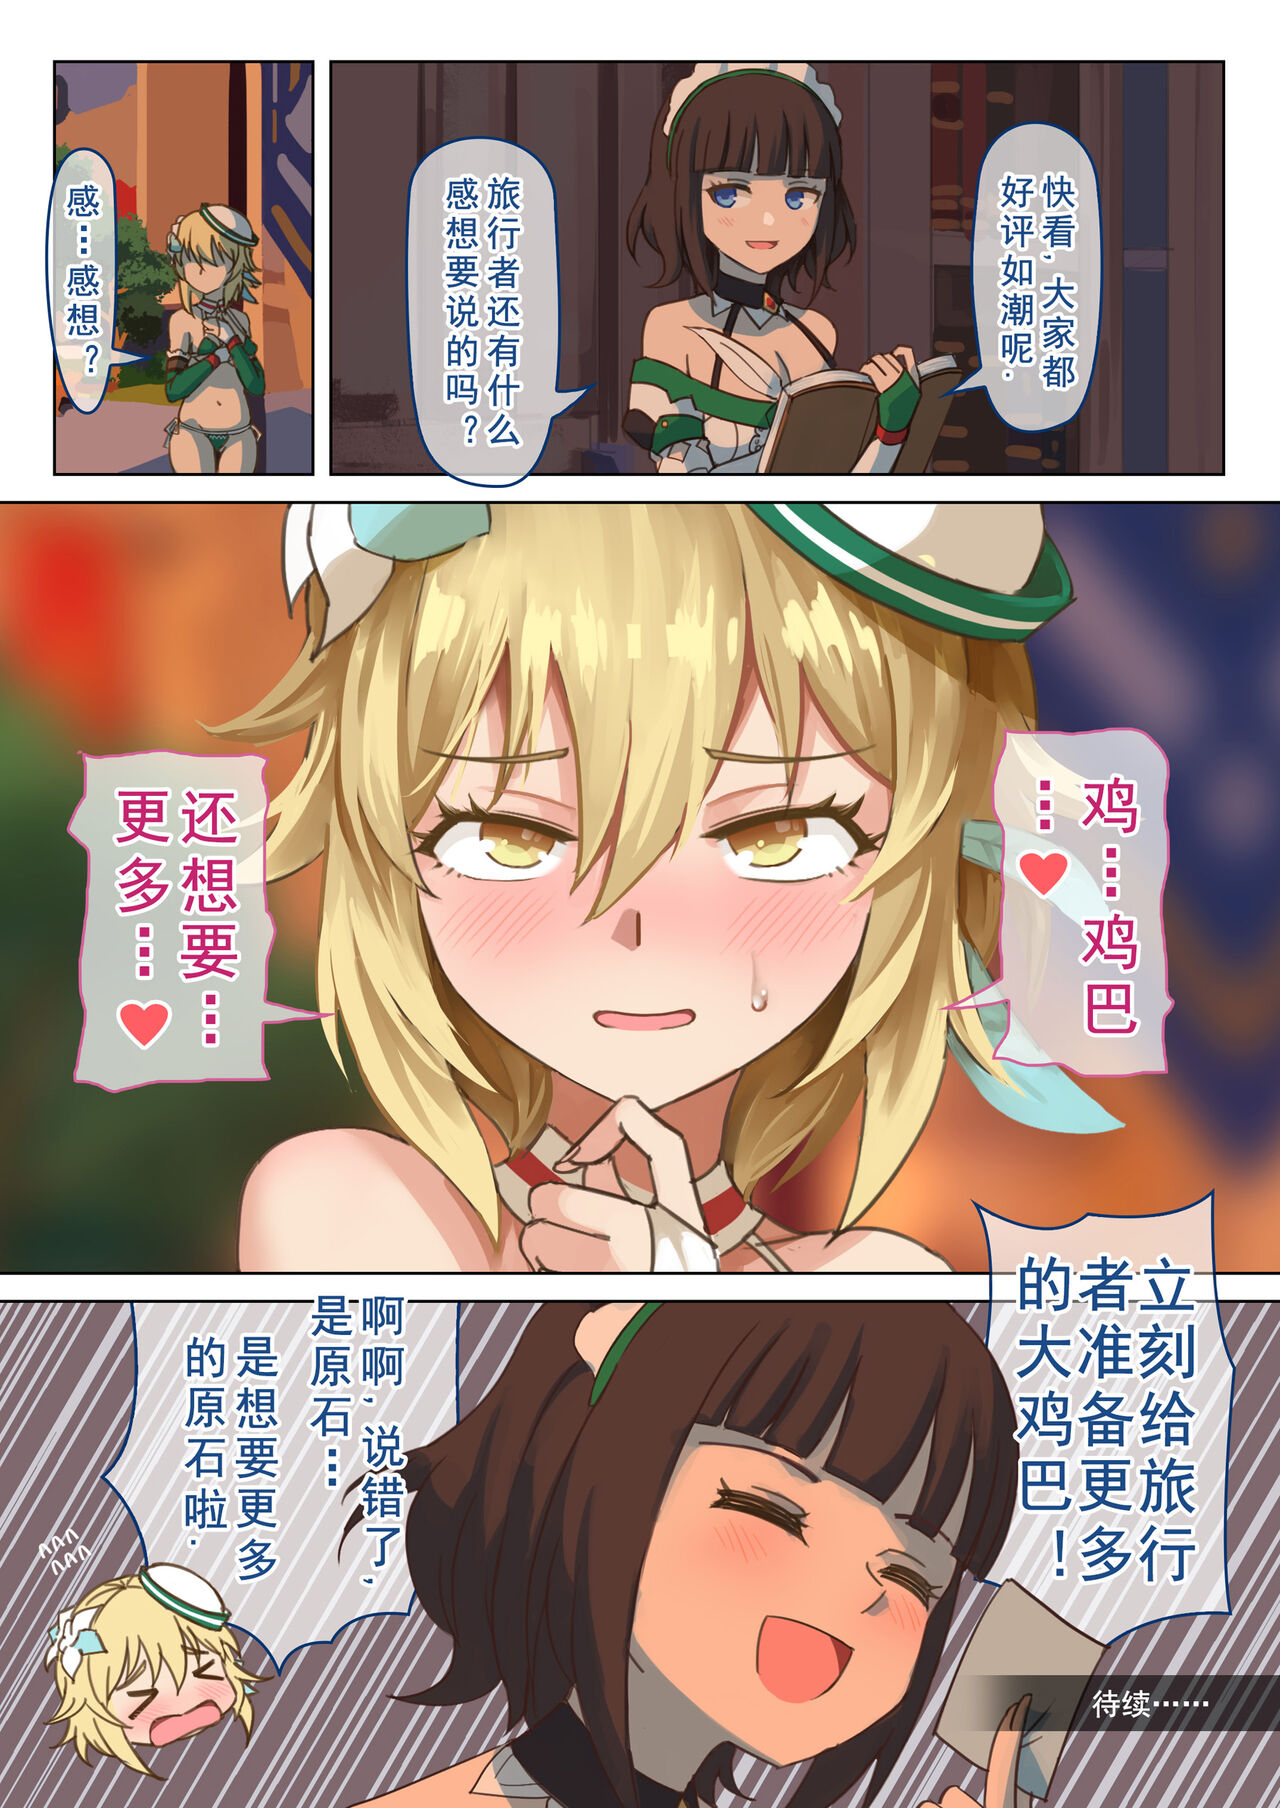 快看,大家都
好评如潮呢.
旅行者还有什么
感想要说的吗?
感…感想?
鸡…鸡巴
…♥
还想要…
更多…♥
立刻给旅行
者准备更多
的大鸡巴!
啊啊,说错了,
是原石…
是想要更多
的原石啦.
待续……